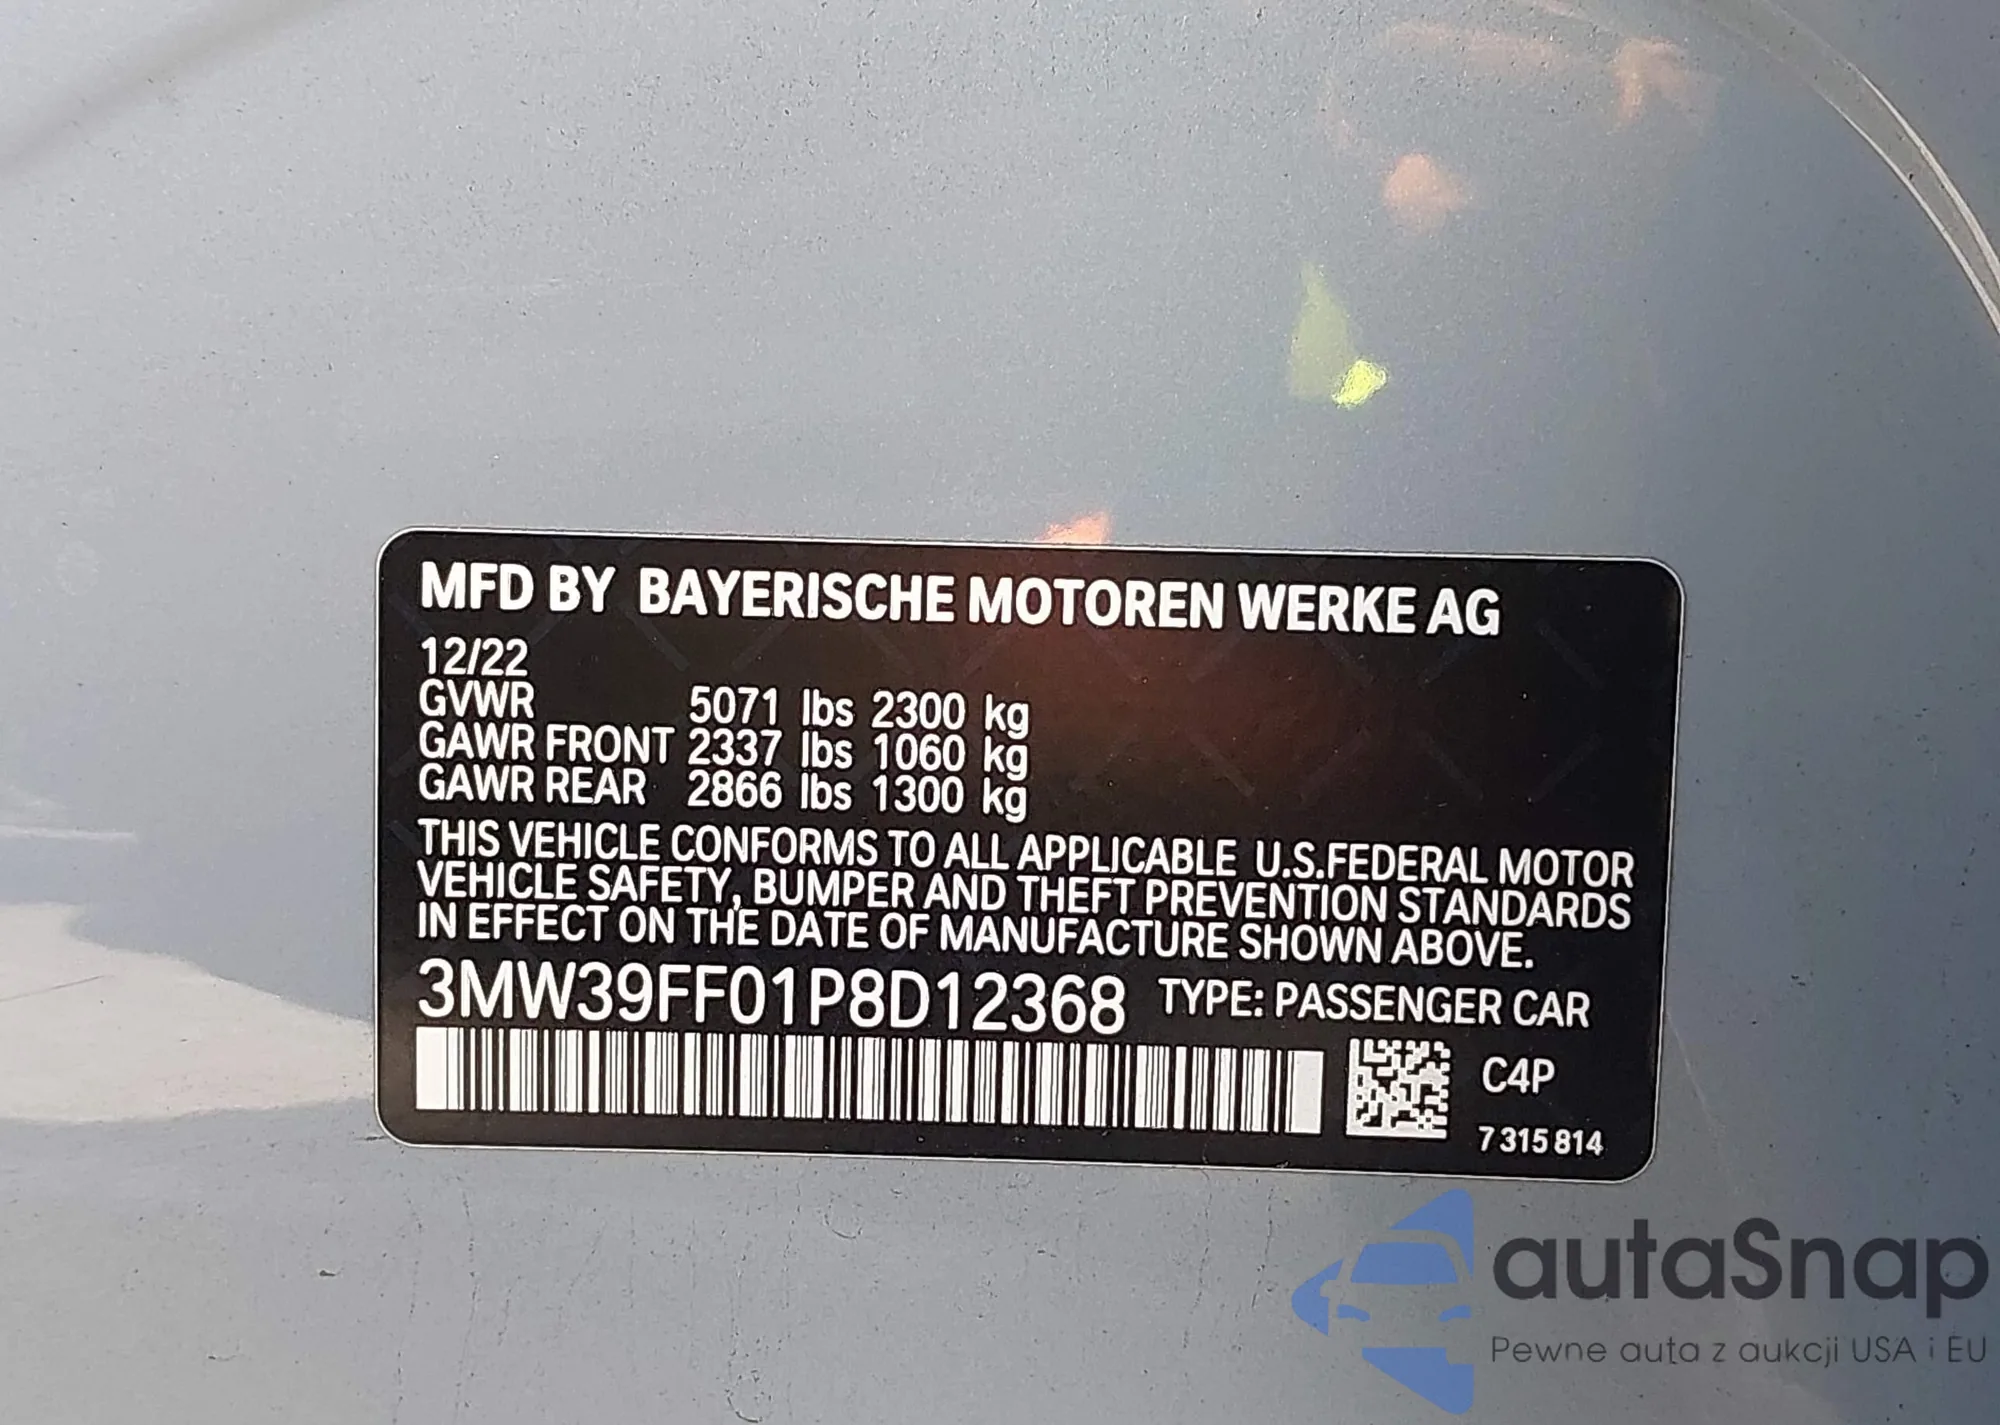 MFD BY BAYERISCHE MOTOREN WERKE AG
12/22
GVWR 5071 lbs 2300 kg
GAWR FRONT 2337 lbs 1060 kg
GAWR REAR 2866 lbs 1300 kg
THIS VEHICLE CONFORMS TO ALL APPLICABLE U.S.FEDERAL MOTOR
VEHICLE SAFETY, BUMPER AND THEFT PREVENTION STANDARDS
IN EFFECT ON THE DATE OF MANUFACTURE SHOWN ABOVE.
3MW39FF01P8D12368 TYPE: PASSENGER CAR
C4P
7 315 814
autaSnap
Pewne auta z aukcji USA i EU